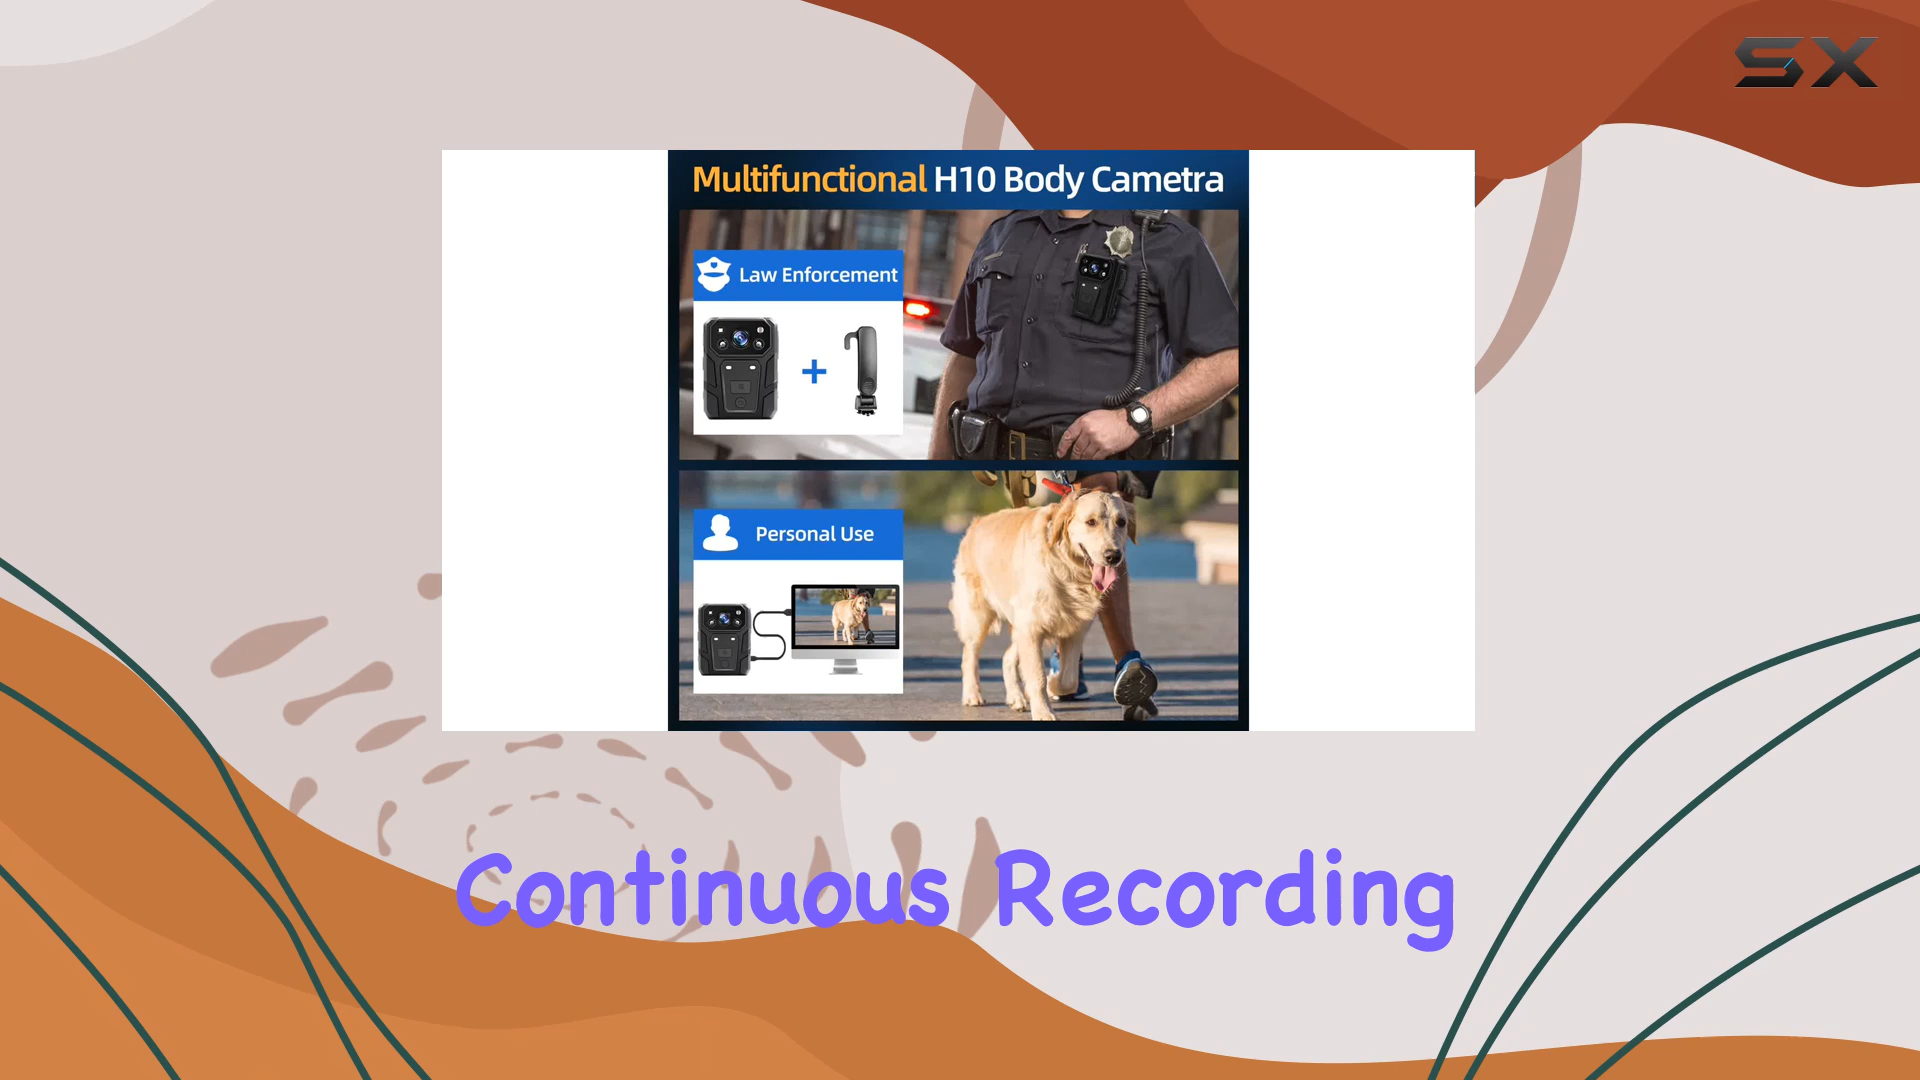 SX
Multifunctional H10 Body Cametra
Law Enforcement
Personal Use
Continuous Recording